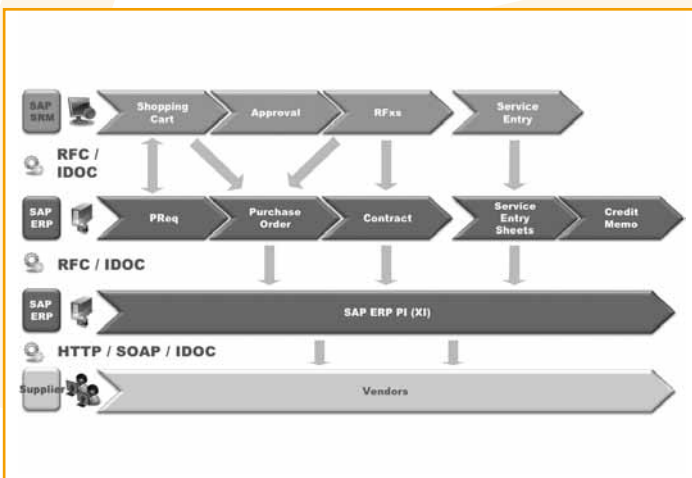 SAP
SRM
Shopping
Cart
Approval
RFxs
Service
Entry
RFC /
IDOC
SAP
ERP
PReq
Purchase
Order
Contract
Service
Entry
Sheets
Credit
Memo
RFC / IDOC
SAP
ERP
SAP ERP PI (XI)
HTTP / SOAP / IDOC
Supplier
Vendors